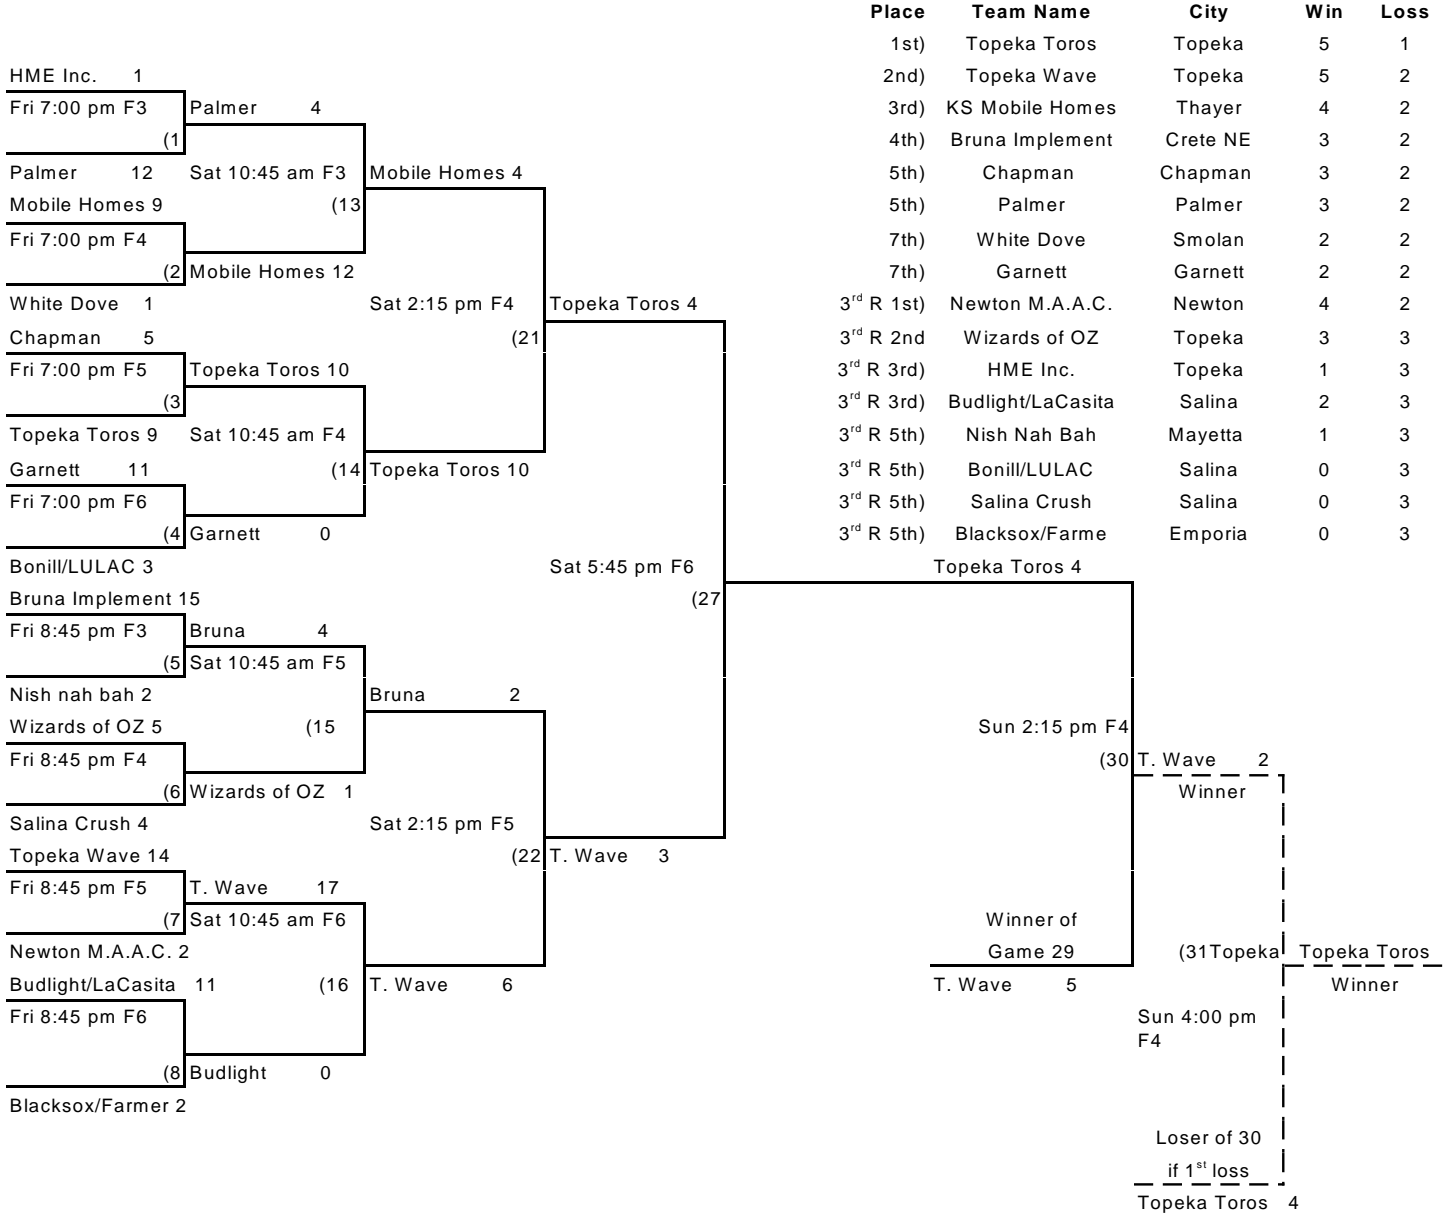 Place Team Name City Win Loss
1st) Topeka Toros Topeka 5 1
HME Inc. 1
2nd) Topeka Wave Topeka 5 2
Fri 7:00 pm F3 Palmer 4
3rd) KS Mobile Homes Thayer 4 2
(1
4th) Bruna Implement Crete NE 3 2
Palmer 12 Sat 10:45 am F3 Mobile Homes 4
5th) Chapman Chapman 3 2
Mobile Homes 9 (13
5th) Palmer Palmer 3 2
Fri 7:00 pm F4
7th) White Dove Smolan 2 2
(2 Mobile Homes 12
7th) Garnett Garnett 2 2
White Dove 1 Sat 2:15 pm F4 Topeka Toros 4
3rd R 1st) Newton M.A.A.C. Newton 4 2
Chapman 5 (21
3rd R 2nd Wizards of OZ Topeka 3 3
Fri 7:00 pm F5 Topeka Toros 10
3rd R 3rd) HME Inc. Topeka 1 3
(3
3rd R 3rd) Budlight/LaCasita Salina 2 3
Topeka Toros 9 Sat 10:45 am F4
3rd R 5th) Nish Nah Bah Mayetta 1 3
Garnett 11 (14 Topeka Toros 10
3rd R 5th) Bonill/LULAC Salina 0 3
Fri 7:00 pm F6
3rd R 5th) Salina Crush Salina 0 3
(4 Garnett 0
3rd R 5th) Blacksox/Farme Emporia 0 3
Bonill/LULAC 3 Sat 5:45 pm F6 Topeka Toros 4
Bruna Implement 15 (27
Fri 8:45 pm F3 Bruna 4
(5 Sat 10:45 am F5
Nish nah bah 2 Bruna 2
Wizards of OZ 5 (15 Sun 2:15 pm F4
Fri 8:45 pm F4 (30 T. Wave 2
(6 Wizards of OZ 1 Winner
Salina Crush 4 Sat 2:15 pm F5
Topeka Wave 14 (22 T. Wave 3
Fri 8:45 pm F5 T. Wave 17
(7 Sat 10:45 am F6 Winner of
Newton M.A.A.C. 2 Game 29 (31Topeka Topeka Toros
Budlight/LaCasita 11 (16 T. Wave 6 T. Wave 5 Winner
Fri 8:45 pm F6 Sun 4:00 pm
F4
(8 Budlight 0
Blacksox/Farmer 2
Loser of 30
if 1st loss
Topeka Toros 4